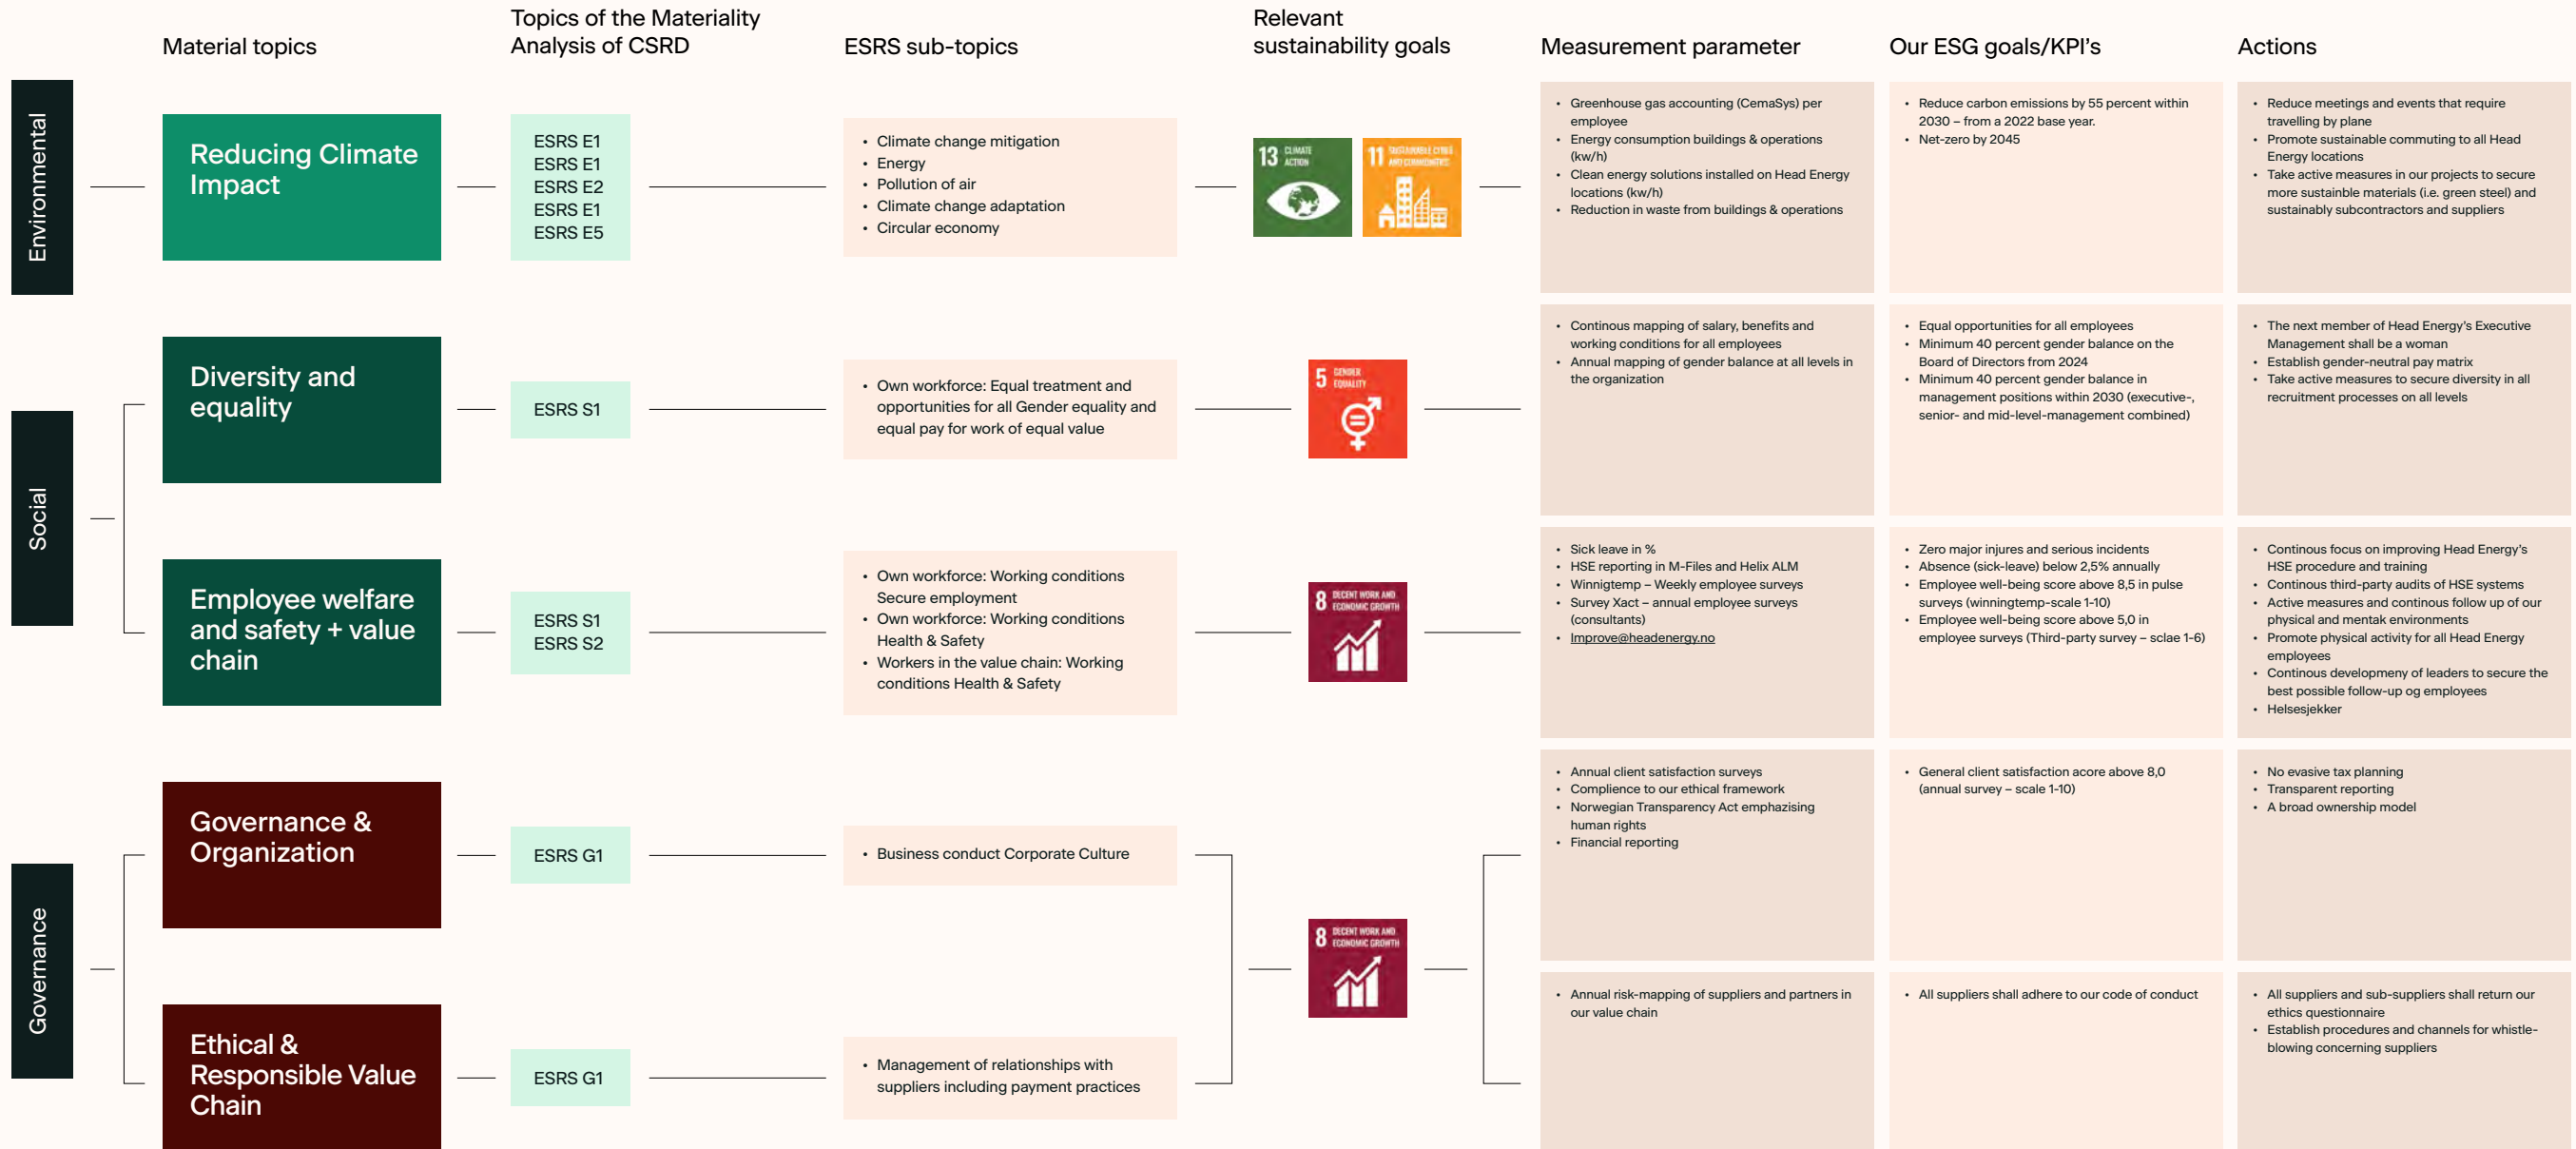 Material topics
Topics of the Materiality
Analysis of CSRD
ESRS sub-topics
Relevant
sustainability goals
Measurement parameter
Our ESG goals/KPI's
Actions
Environmental
Reducing Climate
Impact
ESRS E1
ESRS E1
ESRS E2
ESRS E1
ESRS E5
• Climate change mitigation
• Energy
• Pollution of air
• Climate change adaptation
• Circular economy
13 CLIMATE
ACTION
11 SUSTAINABLE CITIES
AND COMMUNITIES
• Greenhouse gas accounting (CemaSys) per
employee
• Energy consumption buildings & operations
(kw/h)
• Clean energy solutions installed on Head Energy
locations (kw/h)
• Reduction in waste from buildings & operations
• Reduce carbon emissions by 55 percent within
2030 – from a 2022 base year.
• Net-zero by 2045
• Reduce meetings and events that require
travelling by plane
• Promote sustainable commuting to all Head
Energy locations
• Take active measures in our projects to secure
more sustainble materials (i.e. green steel) and
sustainably subcontractors and suppliers
Social
Diversity and
equality
ESRS S1
• Own workforce: Equal treatment and
opportunities for all Gender equality and
equal pay for work of equal value
5 GENDER
EQUALITY
• Continous mapping of salary, benefits and
working conditions for all employees
• Annual mapping of gender balance at all levels in
the organization
• Equal opportunities for all employees
• Minimum 40 percent gender balance on the
Board of Directors from 2024
• Minimum 40 percent gender balance in
management positions within 2030 (executive-,
senior- and mid-level-management combined)
• The next member of Head Energy's Executive
Management shall be a woman
• Establish gender-neutral pay matrix
• Take active measures to secure diversity in all
recruitment processes on all levels
Employee welfare
and safety + value
chain
ESRS S1
ESRS S2
• Own workforce: Working conditions
Secure employment
• Own workforce: Working conditions
Health & Safety
• Workers in the value chain: Working
conditions Health & Safety
8 DECENT WORK AND
ECONOMIC GROWTH
• Sick leave in %
• HSE reporting in M-Files and Helix ALM
• Winnigtemp – Weekly employee surveys
• Survey Xact – annual employee surveys
(consultants)
• Improve@headenergy.no
• Zero major injures and serious incidents
• Absence (sick-leave) below 2,5% annually
• Employee well-being score above 8,5 in pulse
surveys (winningtemp-scale 1-10)
• Employee well-being score above 5,0 in
employee surveys (Third-party survey – sclae 1-6)
• Continous focus on improving Head Energy's
HSE procedure and training
• Continous third-party audits of HSE systems
• Active measures and continous follow up of our
physical and mentak environments
• Promote physical activity for all Head Energy
employees
• Continous developmeny of leaders to secure the
best possible follow-up og employees
• Helsesjekker
Governance
Governance &
Organization
ESRS G1
• Business conduct Corporate Culture
8 DECENT WORK AND
ECONOMIC GROWTH
• Annual client satisfaction surveys
• Complience to our ethical framework
• Norwegian Transparency Act emphazising
human rights
• Financial reporting
• General client satisfaction acore above 8,0
(annual survey – scale 1-10)
• No evasive tax planning
• Transparent reporting
• A broad ownership model
Ethical &
Responsible Value
Chain
ESRS G1
• Management of relationships with
suppliers including payment practices
• Annual risk-mapping of suppliers and partners in
our value chain
• All suppliers shall adhere to our code of conduct
• All suppliers and sub-suppliers shall return our
ethics questionnaire
• Establish procedures and channels for whistle-
blowing concerning suppliers